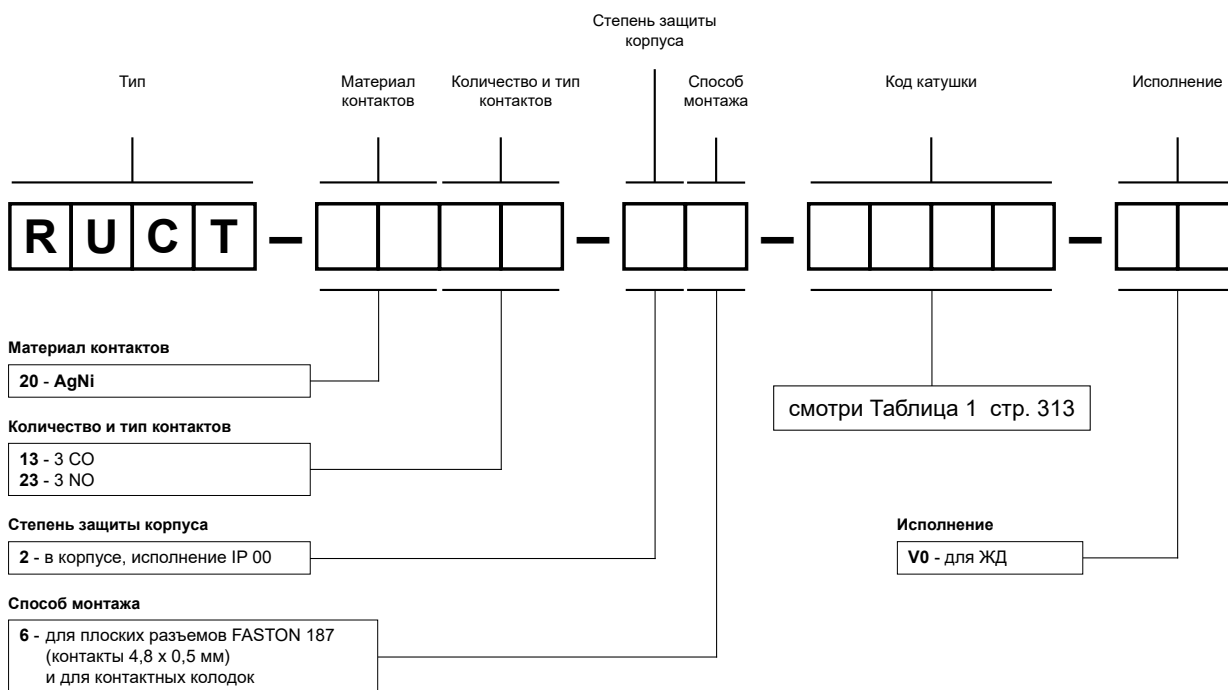 Степень защиты
корпуса
Тип
Материал
контактов
Количество и тип
контактов
Способ
монтажа
Код катушки
Исполнение
R U C T – – – –
Материал контактов
20 - AgNi
смотри Таблица 1 стр. 313
Количество и тип контактов
13 - 3 CO
23 - 3 NO
Степень защиты корпуса
2 - в корпусе, исполнение IP 00
Исполнение
V0 - для ЖД
Способ монтажа
6 - для плоских разъемов FASTON 187
(контакты 4,8 x 0,5 мм)
и для контактных колодок